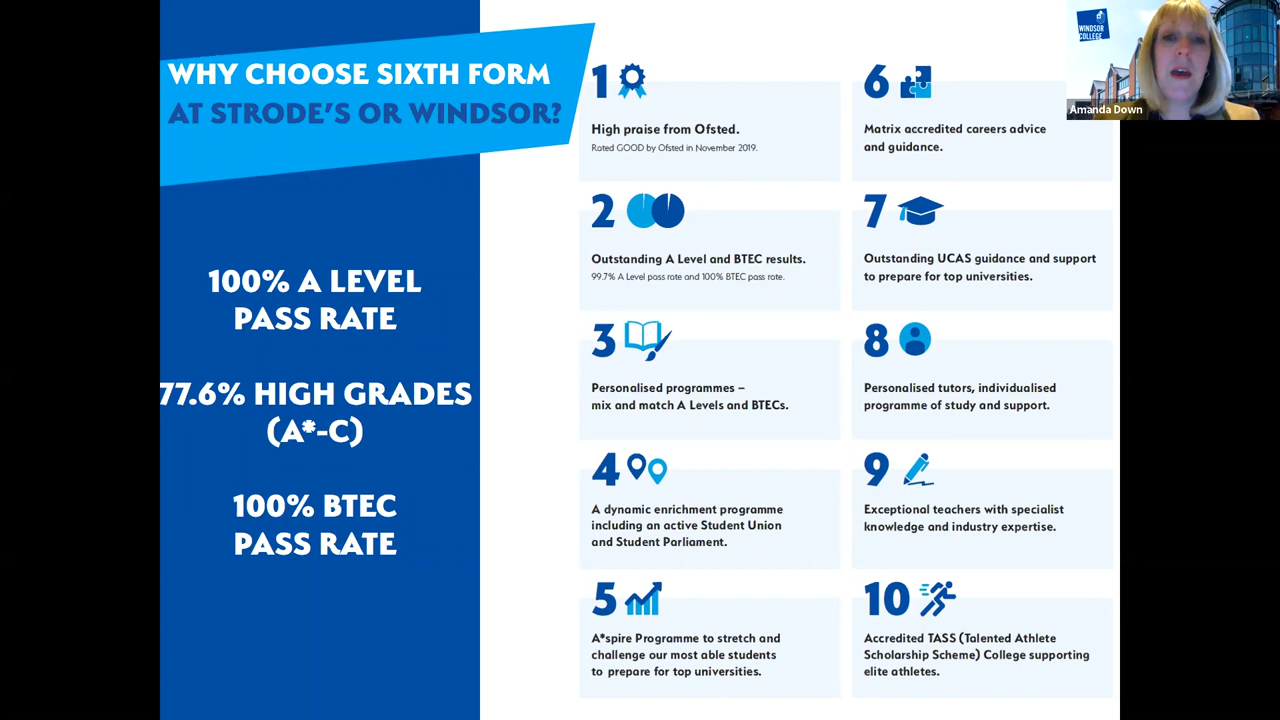 WHY CHOOSE SIXTH FORM
AT STRODE'S OR WINDSOR?
100% A LEVEL
PASS RATE
77.6% HIGH GRADES
(A*-C)
100% BTEC
PASS RATE
1
High praise from Ofsted.
Rated GOOD by Ofsted in November 2019.
2
Outstanding A Level and BTEC results.
99.7% A Level pass rate and 100% BTEC pass rate.
3
Personalised programmes –
mix and match A Levels and BTECs.
4
A dynamic enrichment programme
including an active Student Union
and Student Parliament.
5
A*spire Programme to stretch and
challenge our most able students
to prepare for top universities.
6
Matrix accredited careers advice
and guidance.
7
Outstanding UCAS guidance and support
to prepare for top universities.
8
Personalised tutors, individualised
programme of study and support.
9
Exceptional teachers with specialist
knowledge and industry expertise.
10
Accredited TASS (Talented Athlete
Scholarship Scheme) College supporting
elite athletes.
WINDSOR
COLLEGE
Amanda Down